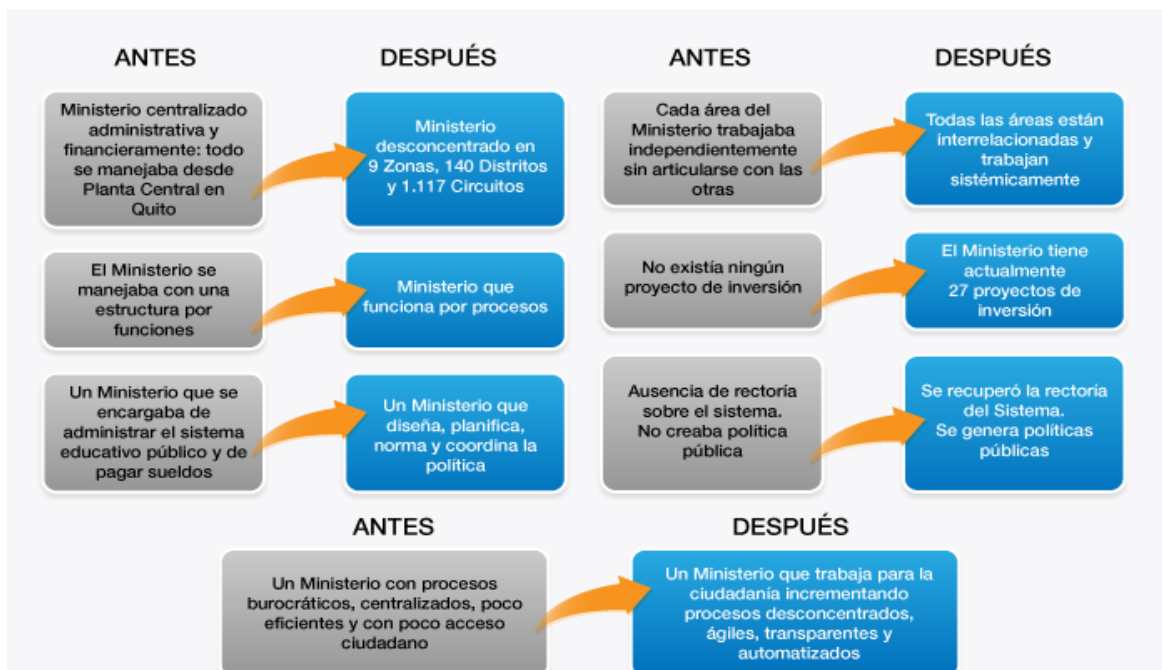 ANTES
DESPUÉS
Ministerio centralizado
administrativa y
financieramente: todo
se manejaba desde
Planta Central en
Quito
Ministerio
desconcentrado en
9 Zonas, 140 Distritos
y 1.117 Circuitos
El Ministerio se
manejaba con una
estructura por
funciones
Ministerio que
funciona por procesos
Un Ministerio que se
encargaba de
administrar el sistema
educativo público y de
pagar sueldos
Un Ministerio que
diseña, planifica,
norma y coordina la
política
ANTES
DESPUÉS
Cada área del
Ministerio trabajaba
independientemente
sin articularse con las
otras
Todas las áreas están
interrelacionadas y
trabajan
sistémicamente
No existía ningún
proyecto de inversión
El Ministerio tiene
actualmente
27 proyectos de
inversión
Ausencia de rectoría
sobre el sistema.
No creaba política
pública
Se recuperó la rectoría
del Sistema.
Se genera políticas
públicas
ANTES
DESPUÉS
Un Ministerio con procesos
burocráticos, centralizados, poco
eficientes y con poco acceso
ciudadano
Un Ministerio que trabaja para la
ciudadanía incrementando
procesos desconcentrados,
ágiles, transparentes y
automatizados